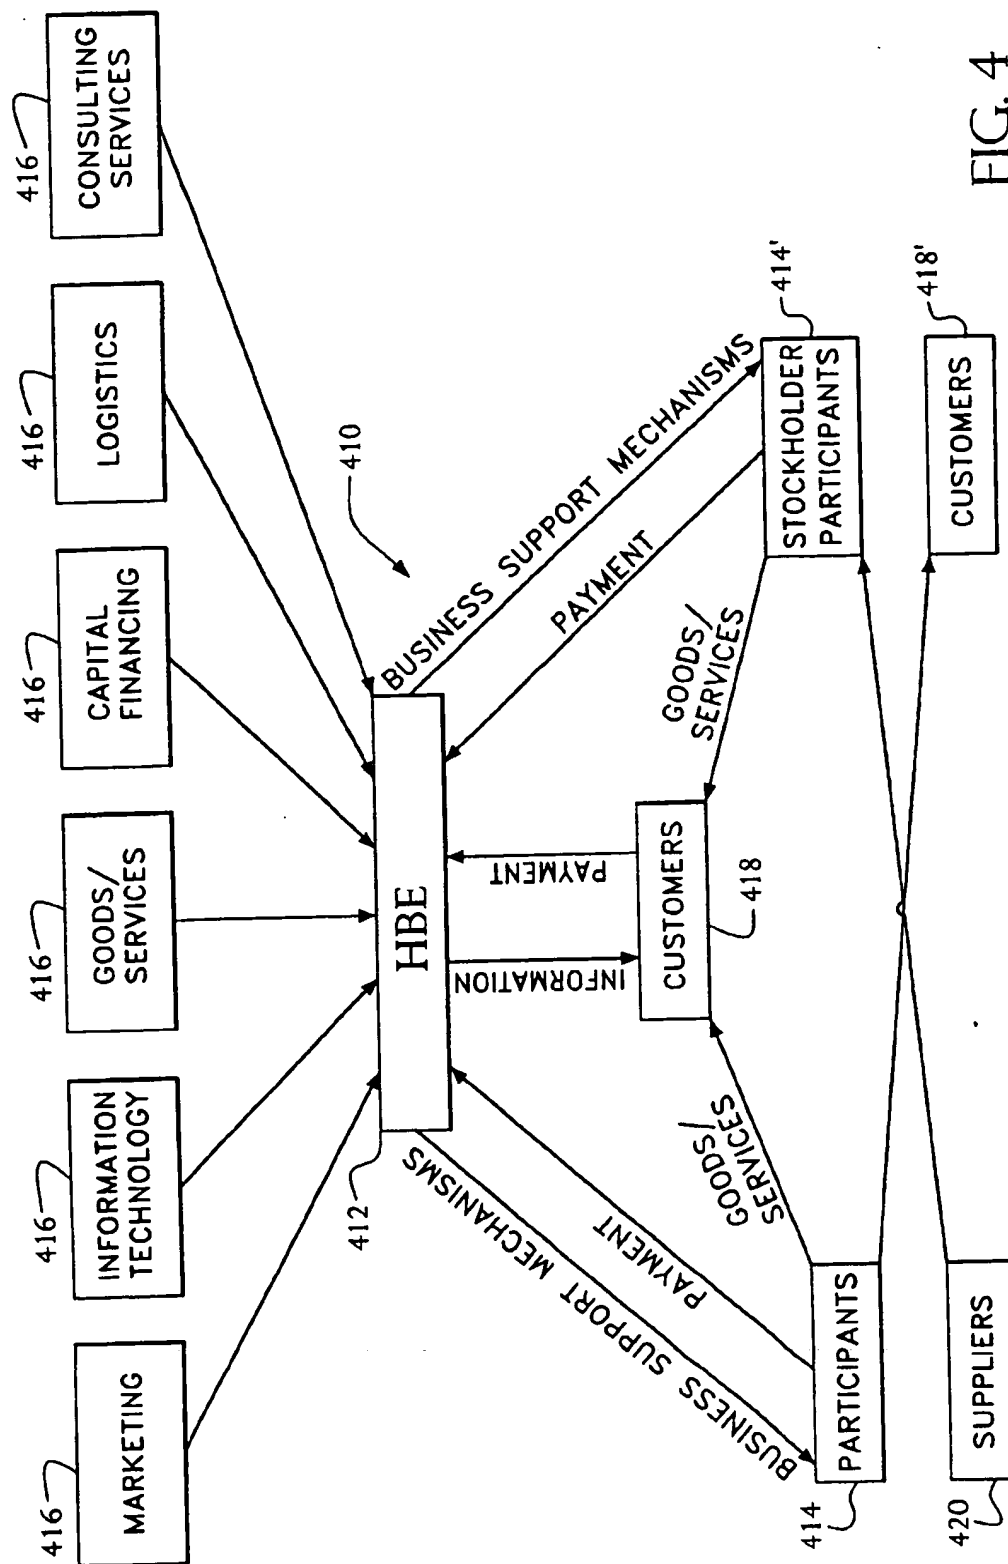 416
MARKETING
416
INFORMATION
TECHNOLOGY
416
GOODS/
SERVICES
416
CAPITAL
FINANCING
416
LOGISTICS
416
CONSULTING
SERVICES
412
HBE
410
BUSINESS SUPPORT MECHANISMS
PAYMENT
INFORMATION
PAYMENT
PAYMENT
BUSINESS SUPPORT MECHANISMS
GOODS/
SERVICES
CUSTOMERS
418
GOODS/
SERVICES
414
PARTICIPANTS
STOCKHOLDER
PARTICIPANTS
414'
420
SUPPLIERS
CUSTOMERS
418'
FIG. 4